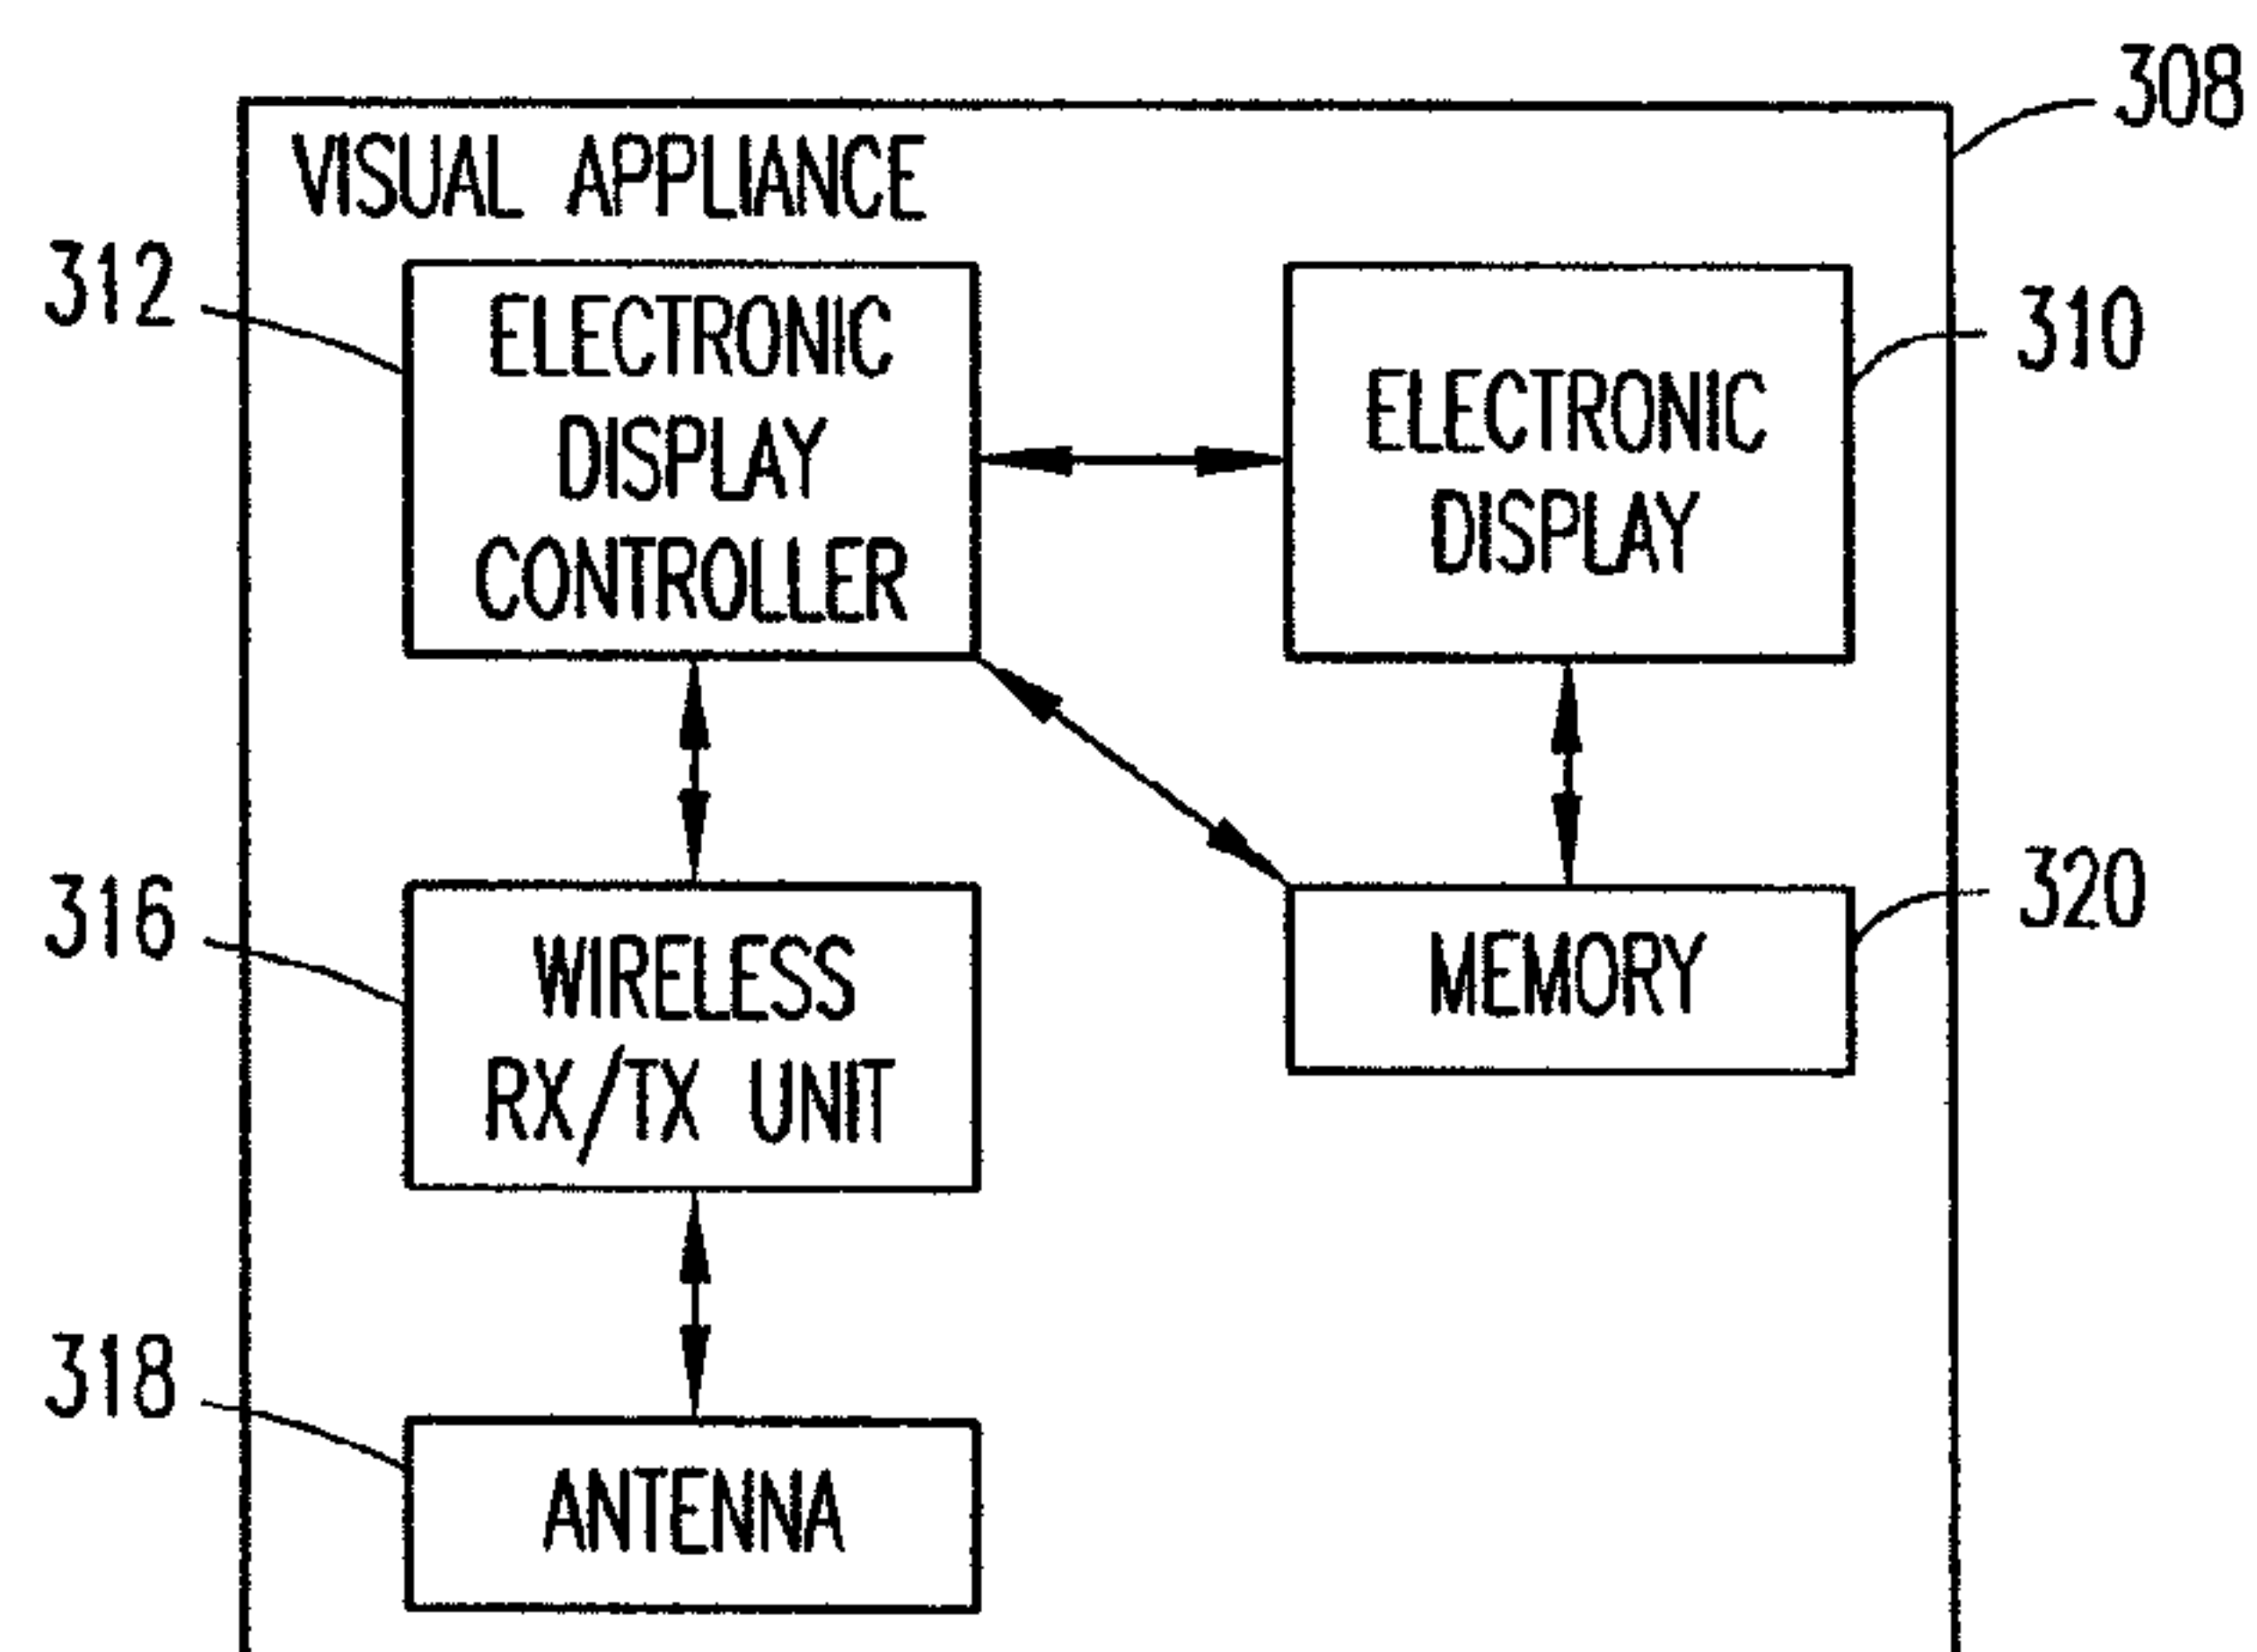 308
VISUAL APPLIANCE
312
ELECTRONIC
DISPLAY
CONTROLLER
310
ELECTRONIC
DISPLAY
316
WIRELESS
RX/TX UNIT
320
MEMORY
318
ANTENNA